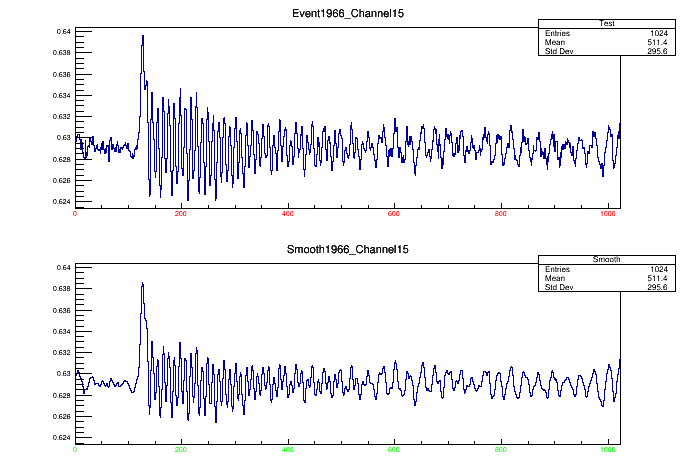 Event1966_Channel15
Test
Entries 1024
Mean 511.4
Std Dev 295.6
0.64
0.638
0.636
0.634
0.632
0.63
0.628
0.626
0.624
0 200 400 600 800 1000
Smooth1966_Channel15
Smooth
Entries 1024
Mean 511.4
Std Dev 295.6
0.64
0.638
0.636
0.634
0.632
0.63
0.628
0.626
0.624
0 200 400 600 800 1000